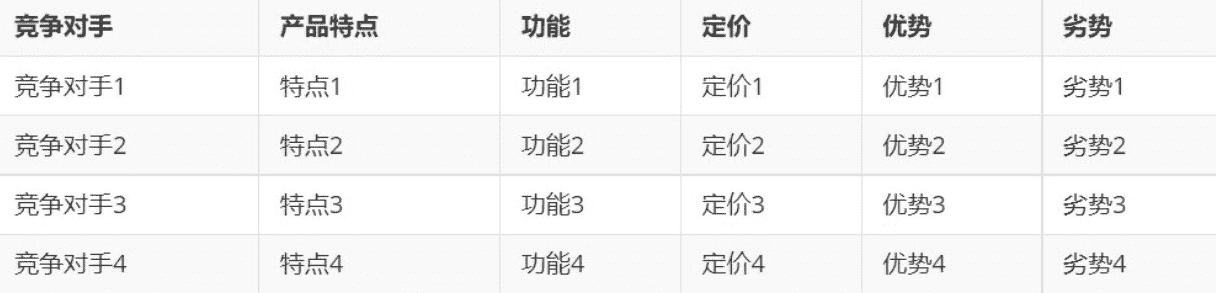 竞争对手 产品特点 功能 定价 优势 劣势
竞争对手1 特点1 功能1 定价1 优势1 劣势1
竞争对手2 特点2 功能2 定价2 优势2 劣势2
竞争对手3 特点3 功能3 定价3 优势3 劣势3
竞争对手4 特点4 功能4 定价4 优势4 劣势4